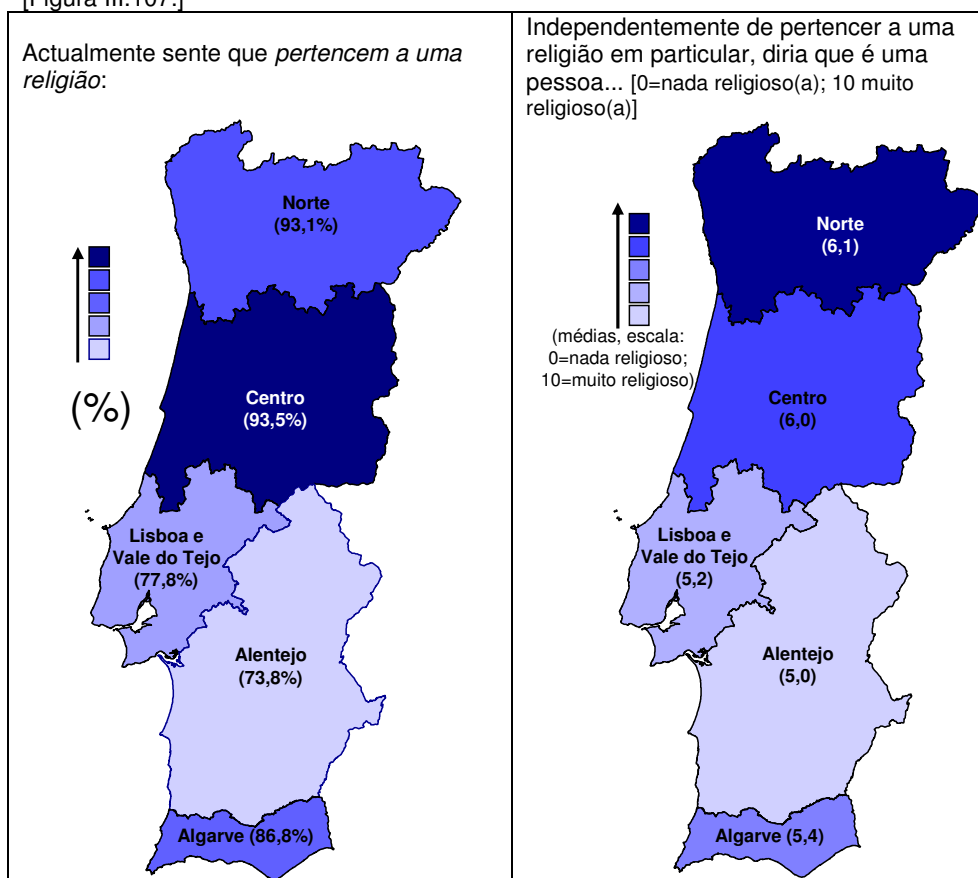 [Figura III.107.]
Actualmente sente que pertencem a uma
religião:
Norte
(93,1%)
(%)
Centro
(93,5%)
Lisboa e
Vale do Tejo
(77,8%)
Alentejo
(73,8%)
Algarve (86,8%)
Independentemente de pertencer a uma
religião em particular, diria que é uma
pessoa... [0=nada religioso(a); 10 muito
religioso(a)]
Norte
(6,1)
(médias, escala:
0=nada religioso;
10=muito religioso)
Centro
(6,0)
Lisboa e
Vale do Tejo
(5,2)
Alentejo
(5,0)
Algarve (5,4)